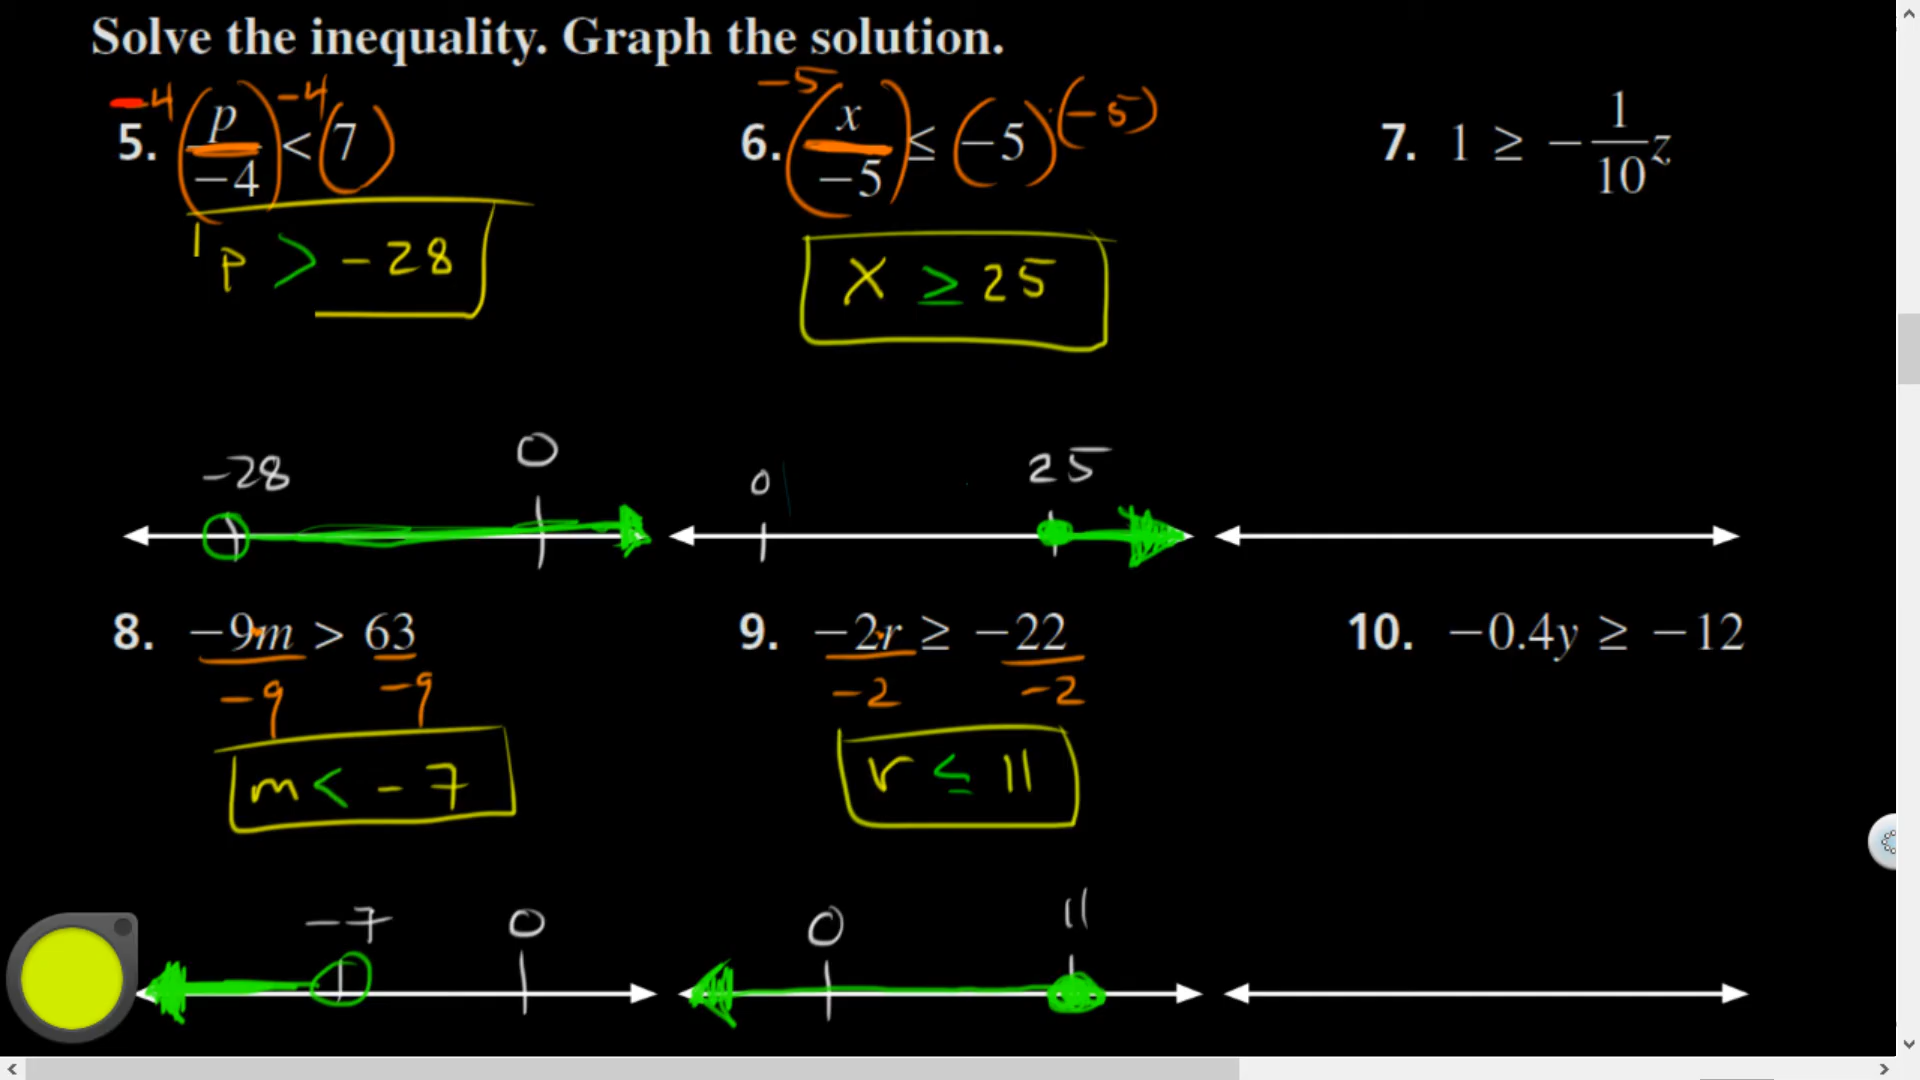 Solve the inequality. Graph the solution.
-4 -4
5. (p/−4) < (7)
p > -28
-28 0
-5
6. (x/−5) ≤ (−5)·(-5)
x ≥ 25
0 25
7. 1 ≥ −1/10 z
8. −9m > 63
-9 -9
m < -7
-7 0
9. −2r ≥ −22
-2 -2
r ≤ 11
0 11
10. −0.4y ≥ −12